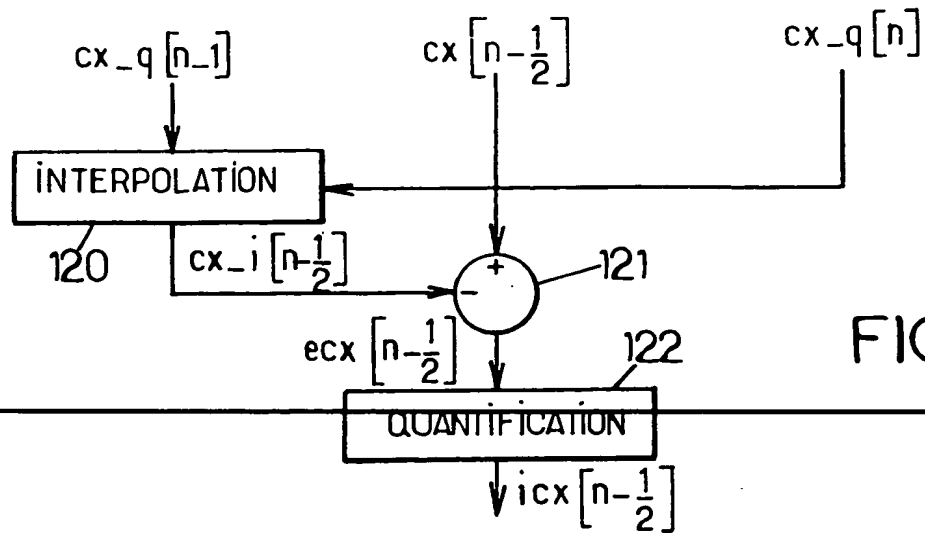 cx_q[n_1]
cx[n-1/2]
cx_q[n]
iNTERPOLATiON
120
cx_i[n-1/2]
+
-
121
ecx[n-1/2]
122
FIG
QUANTiFiCATiON
icx[n-1/2]